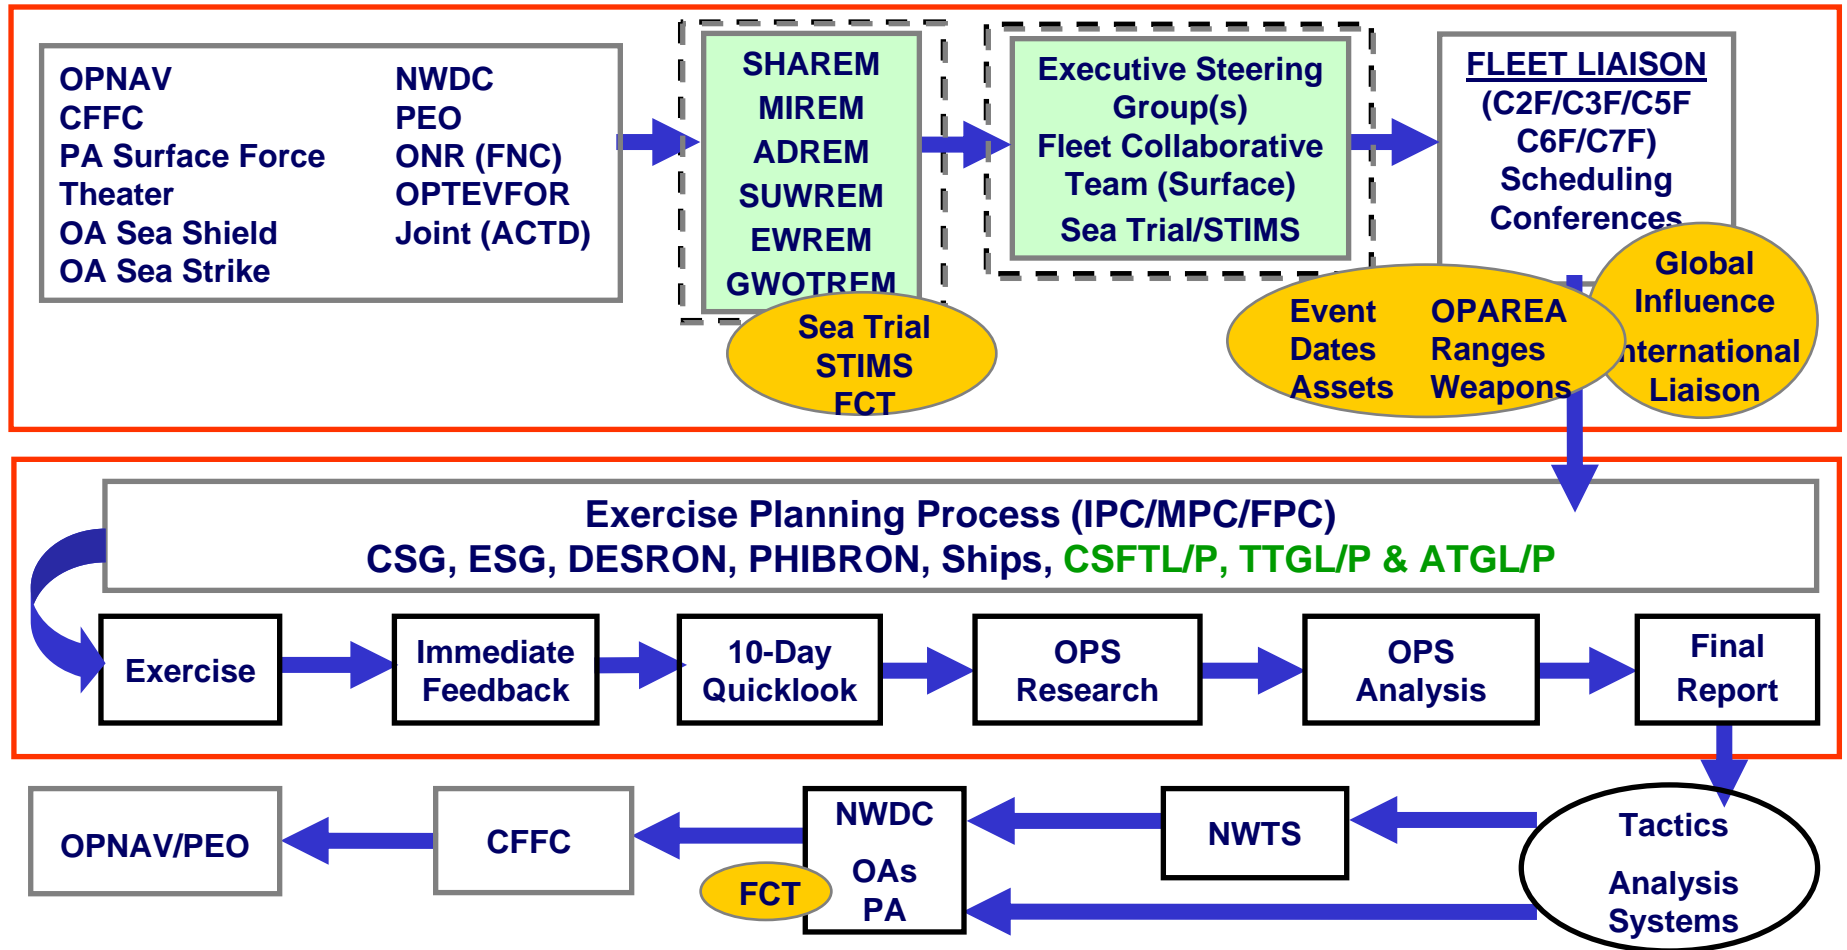 OPNAV
CFFC
PA Surface Force
Theater
OA Sea Shield
OA Sea Strike
NWDC
PEO
ONR (FNC)
OPTEVFOR
Joint (ACTD)
SHAREM
MIREM
ADREM
SUWREM
EWREM
GWOTREM
Sea Trial
STIMS
FCT
Executive Steering
Group(s)
Fleet Collaborative
Team (Surface)
Sea Trial/STIMS
FLEET LIAISON
(C2F/C3F/C5F
C6F/C7F)
Scheduling
Conferences
Event
Dates
Assets
OPAREA
Ranges
Weapons
Global
Influence
International
Liaison
Exercise Planning Process (IPC/MPC/FPC)
CSG, ESG, DESRON, PHIBRON, Ships, CSFTL/P, TTGL/P & ATGL/P
Exercise
Immediate
Feedback
10-Day
Quicklook
OPS
Research
OPS
Analysis
Final
Report
OPNAV/PEO
CFFC
FCT
NWDC
OAs
PA
NWTS
Tactics
Analysis
Systems